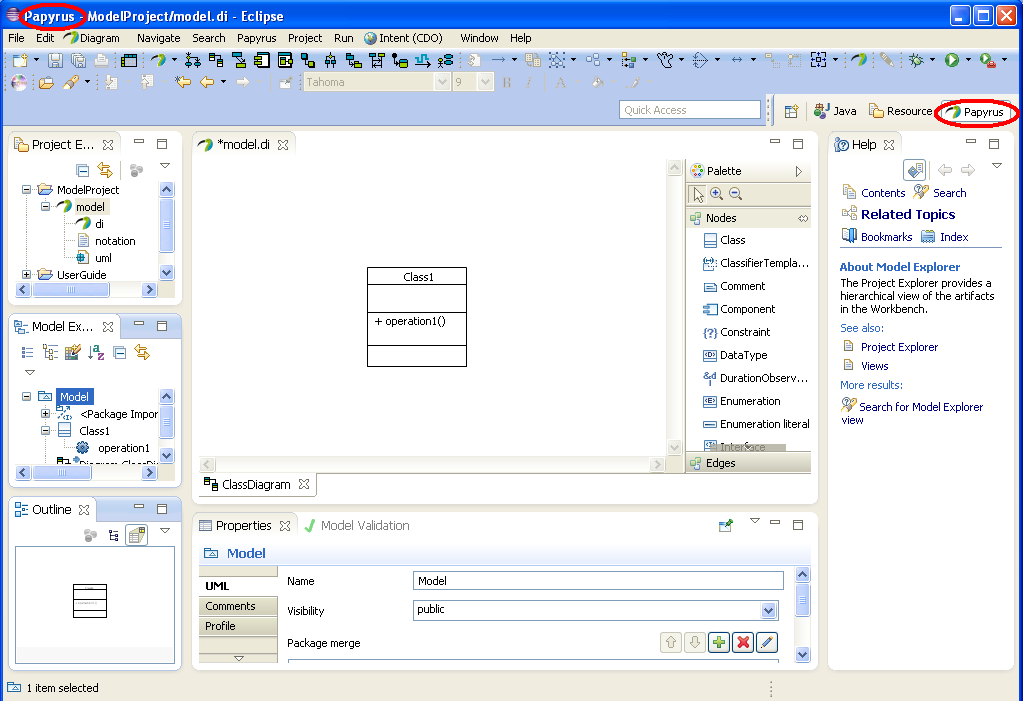 Papyrus - ModelProject/model.di - Eclipse
File Edit Diagram Navigate Search Papyrus Project Run Intent (CDO) Window Help
Tahoma 9 B I A
Quick Access Java Resource Papyrus
Project E...
ModelProject
model
di
notation
uml
UserGuide
Model Ex...
Model
<Package Impor
Class1
operation1
Diagram ClassDi
Outline
*model.di
Class1
+ operation1()
Palette
Nodes
Class
ClassifierTempla...
Comment
Component
Constraint
DataType
DurationObserv...
Enumeration
Enumeration literal
Interface
Edges
ClassDiagram
Properties Model Validation
Model
UML
Comments
Profile
Name Model
Visibility public
Package merge
Help
Contents Search
Related Topics
Bookmarks Index
About Model Explorer
The Project Explorer provides a
hierarchical view of the artifacts
in the Workbench.
See also:
Project Explorer
Views
More results:
Search for Model Explorer
view
1 item selected